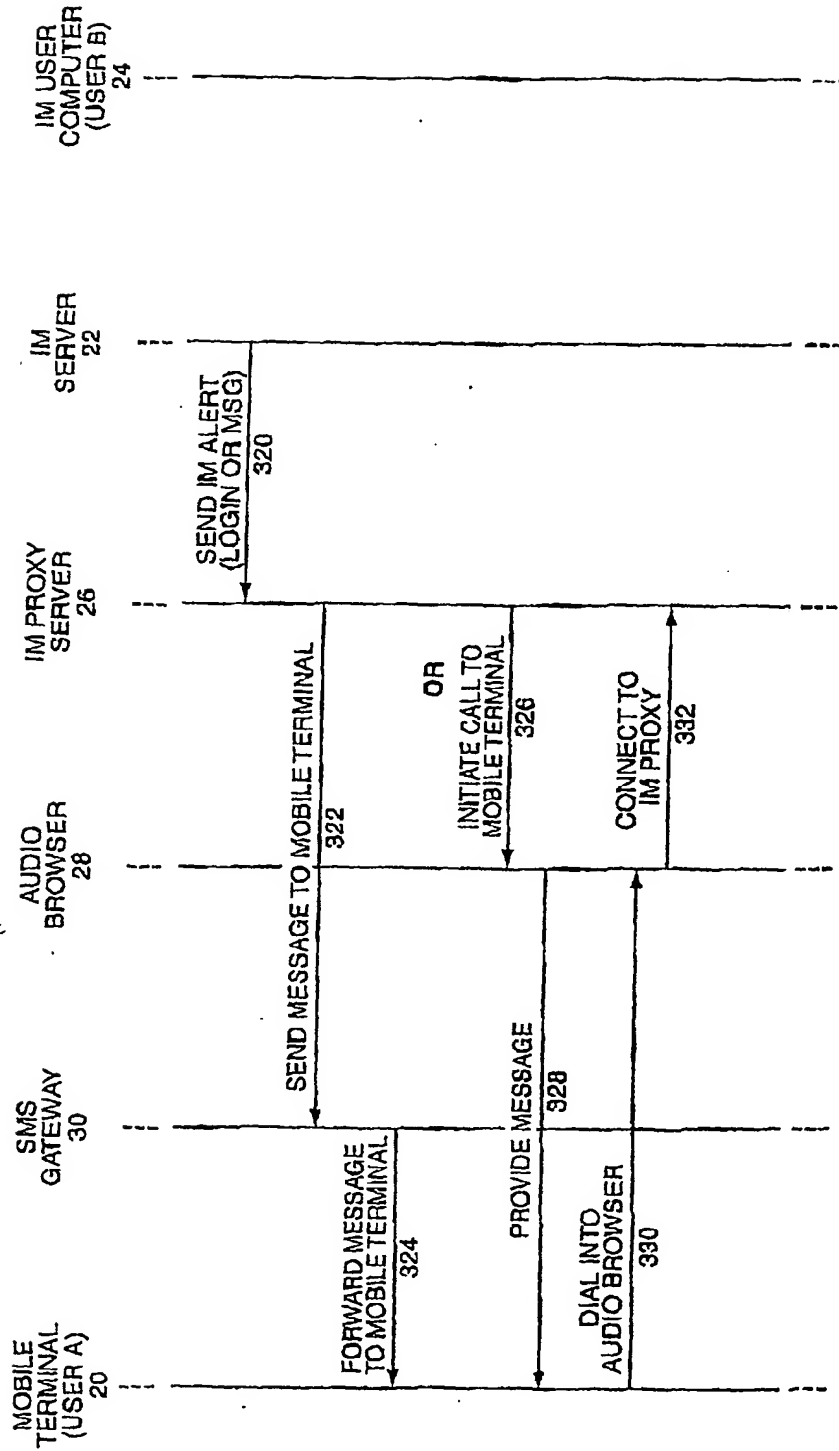 MOBILE
TERMINAL
(USER A)
20
SMS
GATEWAY
30
AUDIO
BROWSER
28
IM PROXY
SERVER
26
IM
SERVER
22
IM USER
COMPUTER
(USER B)
24
SEND IM ALERT
(LOGIN OR MSG)
320
SEND MESSAGE TO MOBILE TERMINAL
322
FORWARD MESSAGE
TO MOBILE TERMINAL
324
OR
INITIATE CALL TO
MOBILE TERMINAL
326
PROVIDE MESSAGE
328
DIAL INTO
AUDIO BROWSER
330
CONNECT TO
IM PROXY
332